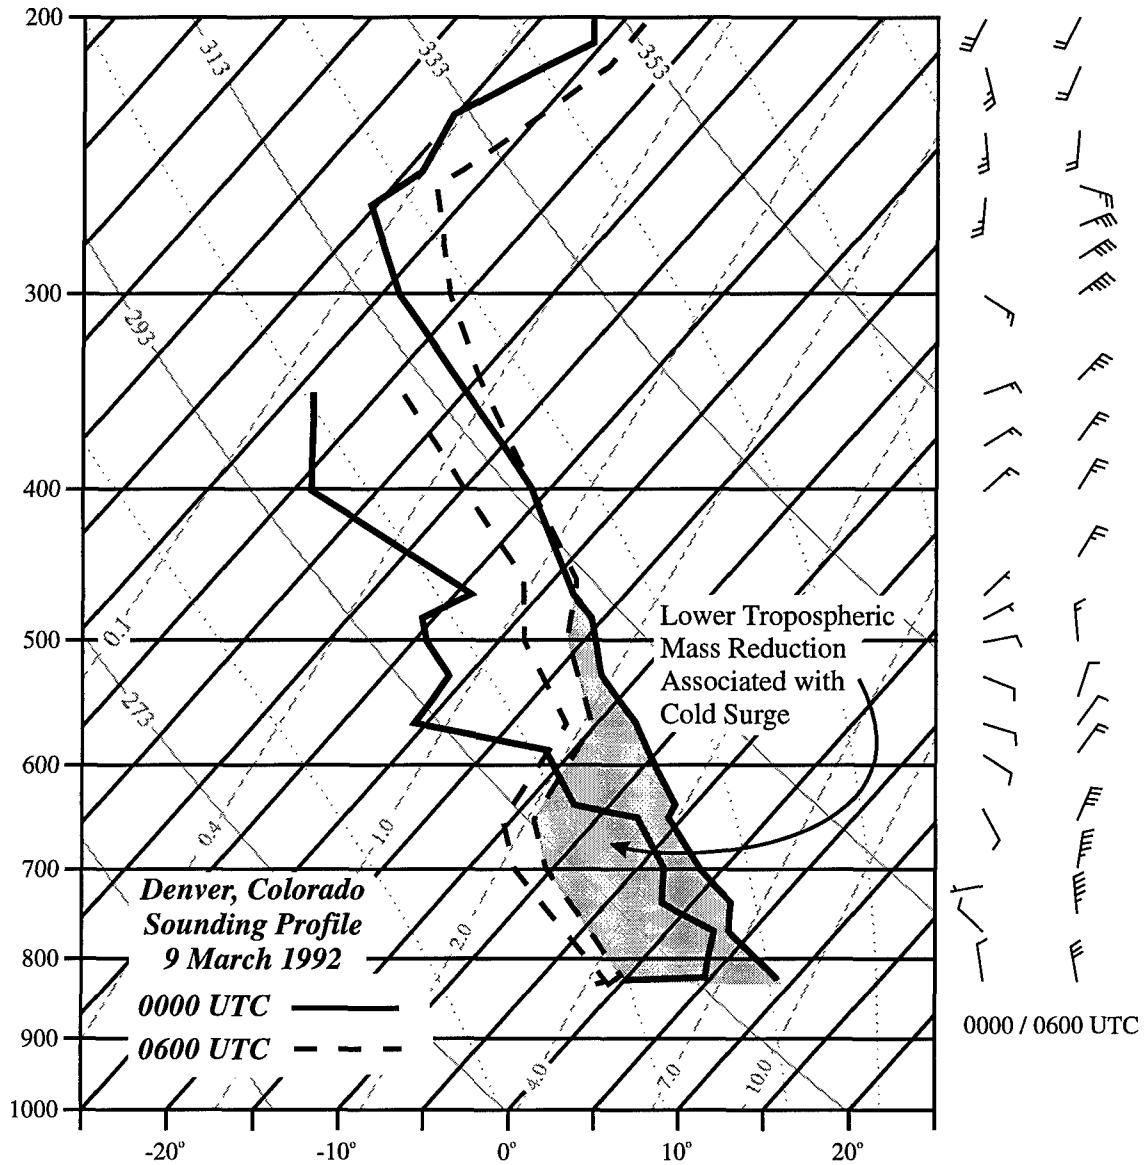 200
300
400
500
600
700
800
900
1000
313
333
353
293
273
0.1
0.4
1.0
2.0
4.0
7.0
10.0
Lower Tropospheric
Mass Reduction
Associated with
Cold Surge
Denver, Colorado
Sounding Profile
9 March 1992
0000 UTC
0600 UTC
0000 / 0600 UTC
-20° -10° 0° 10° 20°